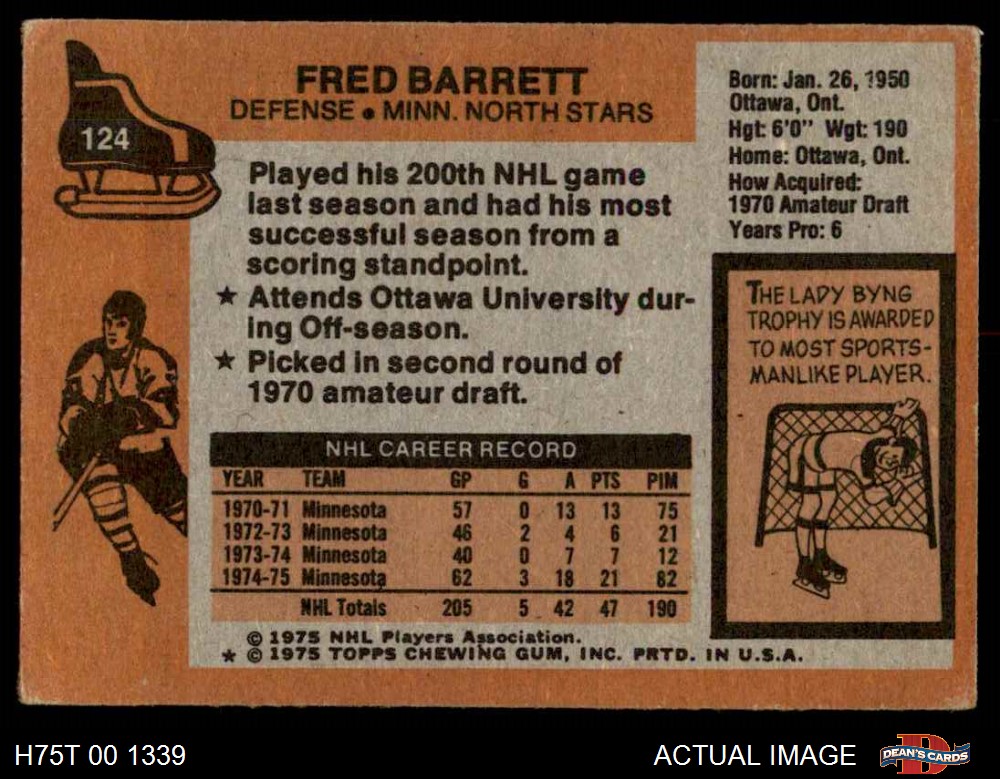 124
FRED BARRETT
DEFENSE • MINN. NORTH STARS
Played his 200th NHL game
last season and had his most
successful season from a
scoring standpoint.
★ Attends Ottawa University dur-
ing Off-season.
★ Picked in second round of
1970 amateur draft.
Born: Jan. 26, 1950
Ottawa, Ont.
Hgt: 6'0" Wgt: 190
Home: Ottawa, Ont.
How Acquired:
1970 Amateur Draft
Years Pro: 6
THE LADY BYNG
TROPHY IS AWARDED
TO MOST SPORTS-
MANLIKE PLAYER.
NHL CAREER RECORD
YEAR TEAM GP G A PTS PIM
1970-71 Minnesota 57 0 13 13 75
1972-73 Minnesota 46 2 4 6 21
1973-74 Minnesota 40 0 7 7 12
1974-75 Minnesota 62 3 18 21 82
NHL Totals 205 5 42 47 190
© 1975 NHL Players Association.
★ © 1975 TOPPS CHEWING GUM, INC. PRTD. IN U.S.A.
H75T 00 1339
ACTUAL IMAGE
DEAN'S CARDS